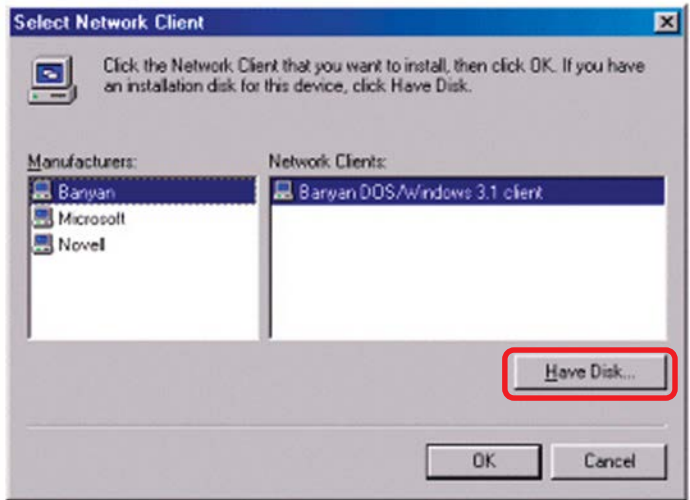 Select Network Client
Click the Network Client that you want to install, then click OK. If you have
an installation disk for this device, click Have Disk.
Manufacturers:
Network Clients:
Banyan
Microsoft
Novell
Banyan DOS/Windows 3.1 client
Have Disk...
OK
Cancel